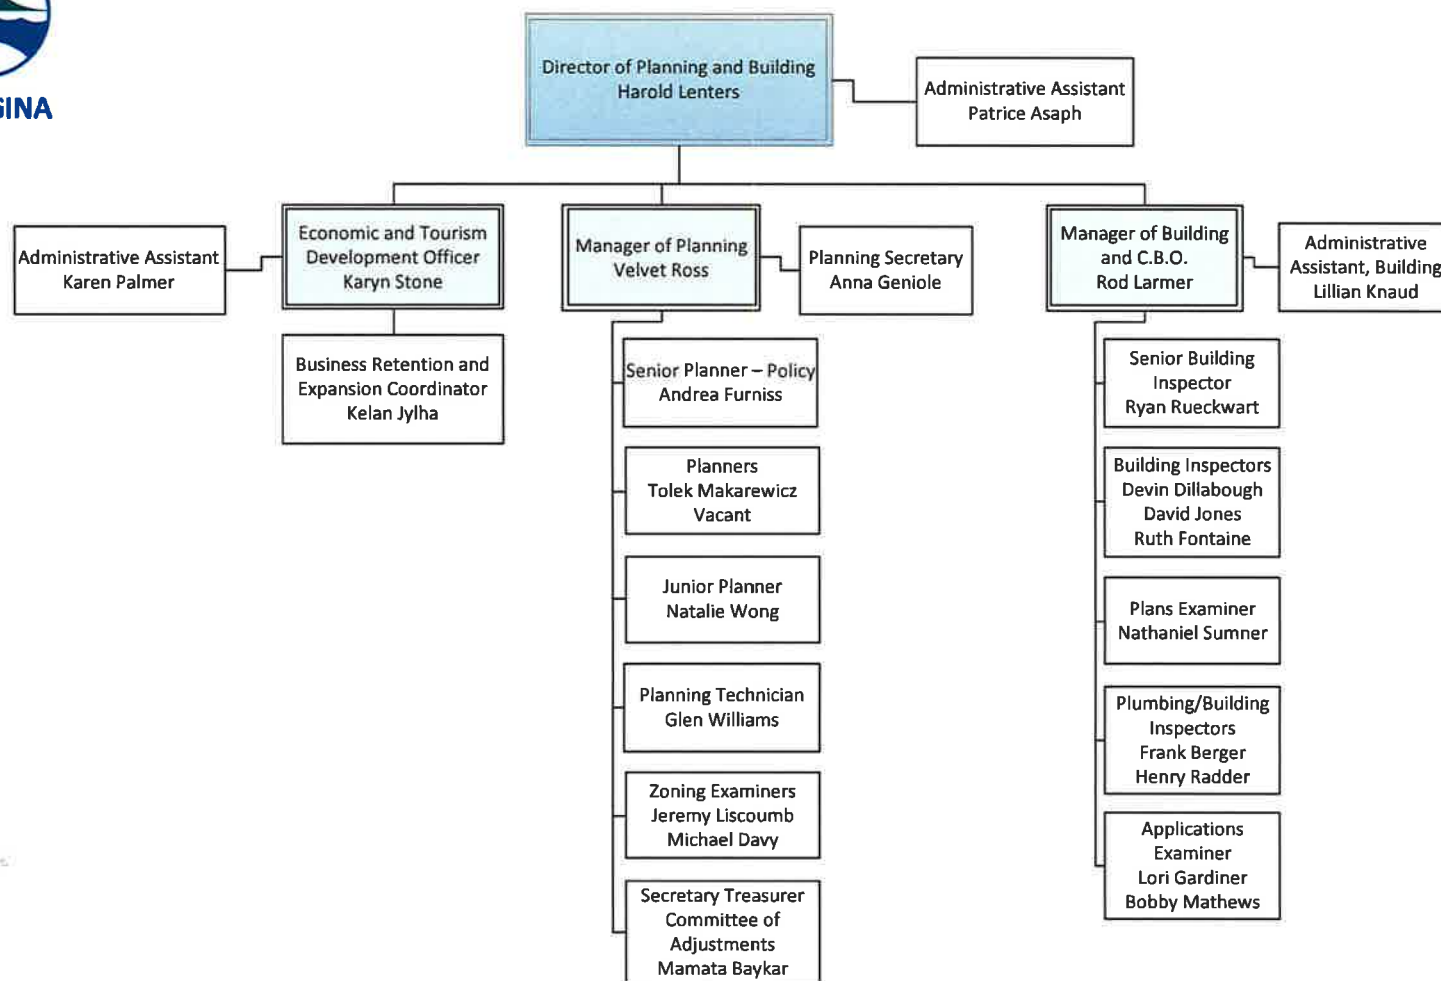 GINA
Director of Planning and Building
Harold Lenters
Administrative Assistant
Patrice Asaph
Administrative Assistant
Karen Palmer
Economic and Tourism
Development Officer
Karyn Stone
Manager of Planning
Velvet Ross
Planning Secretary
Anna Geniole
Manager of Building
and C.B.O.
Rod Larmer
Administrative
Assistant, Building
Lillian Knaud
Business Retention and
Expansion Coordinator
Kelan Jylha
Senior Planner – Policy
Andrea Furniss
Planners
Tolek Makarewicz
Vacant
Junior Planner
Natalie Wong
Planning Technician
Glen Williams
Zoning Examiners
Jeremy Liscoumb
Michael Davy
Secretary Treasurer
Committee of
Adjustments
Mamata Baykar
Senior Building
Inspector
Ryan Rueckwart
Building Inspectors
Devin Dillabough
David Jones
Ruth Fontaine
Plans Examiner
Nathaniel Sumner
Plumbing/Building
Inspectors
Frank Berger
Henry Radder
Applications
Examiner
Lori Gardiner
Bobby Mathews